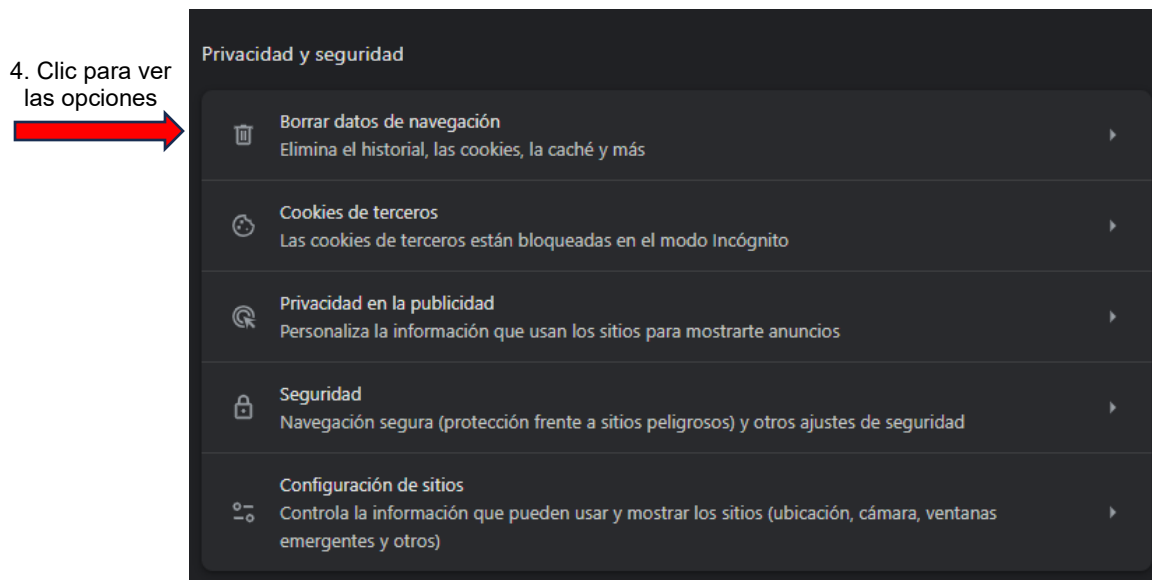 4. Clic para ver
las opciones
Privacidad y seguridad
Borrar datos de navegación
Elimina el historial, las cookies, la caché y más
Cookies de terceros
Las cookies de terceros están bloqueadas en el modo Incógnito
Privacidad en la publicidad
Personaliza la información que usan los sitios para mostrarte anuncios
Seguridad
Navegación segura (protección frente a sitios peligrosos) y otros ajustes de seguridad
Configuración de sitios
Controla la información que pueden usar y mostrar los sitios (ubicación, cámara, ventanas
emergentes y otros)